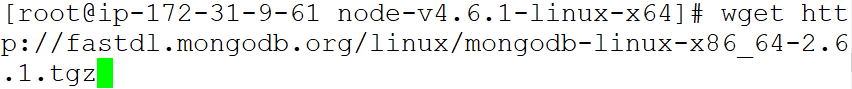 [root@ip-172-31-9-61 node-v4.6.1-linux-x64]# wget htt
p://fastdl.mongodb.org/linux/mongodb-linux-x86_64-2.6
.1.tgz